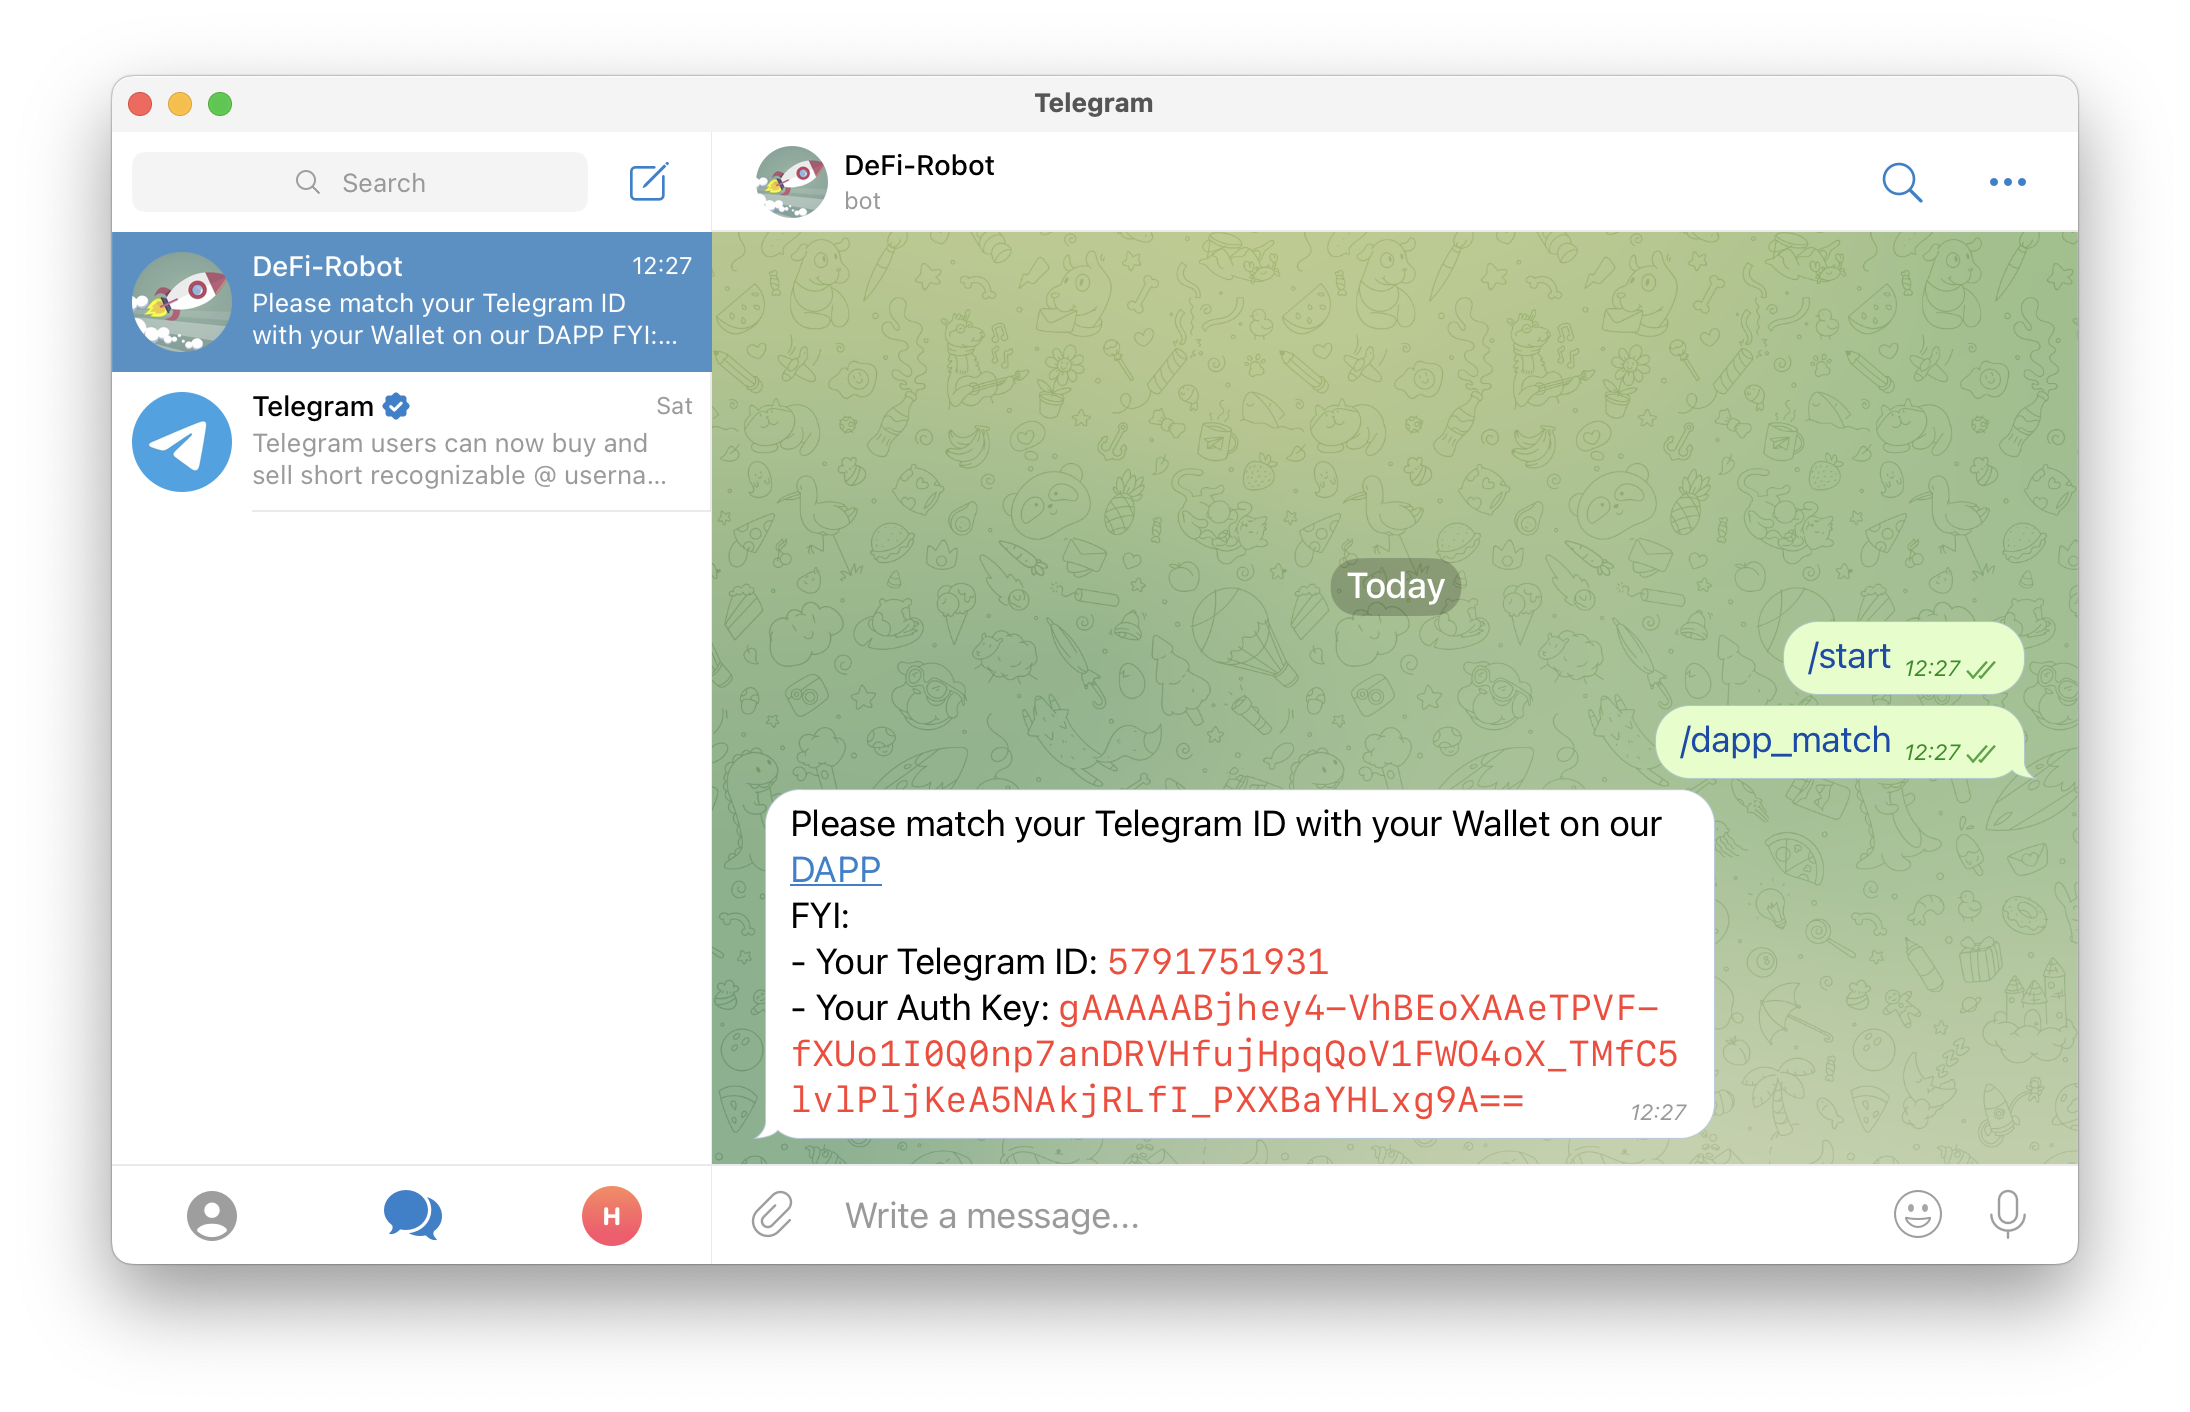 Telegram
Search
DeFi-Robot 12:27
Please match your Telegram ID
with your Wallet on our DAPP FYI:...
Telegram Sat
Telegram users can now buy and
sell short recognizable @ userna...
H
DeFi-Robot
bot
Today
/start 12:27
/dapp_match 12:27
Please match your Telegram ID with your Wallet on our
DAPP
FYI:
- Your Telegram ID: 5791751931
- Your Auth Key: gAAAAABjhey4-VhBEoXAAeTPVF-
fXUo1I0Q0np7anDRVHfujHpqQoV1FWO4oX_TMfC5
lvlPljKeA5NAkjRLfI_PXXBaYHLxg9A==
12:27
Write a message...